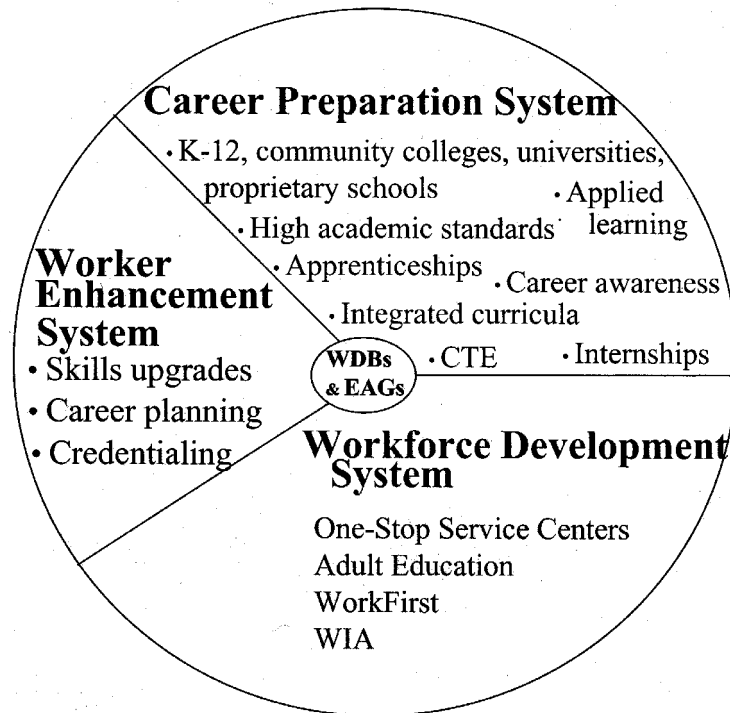 Career Preparation System
· K-12, community colleges, universities,
proprietary schools
· Applied
learning
· High academic standards
· Apprenticeships
· Career awareness
· Integrated curricula
· CTE
· Internships
Worker
Enhancement
System
• Skills upgrades
• Career planning
• Credentialing
WDBs
& EAGs
Workforce Development
System
One-Stop Service Centers
Adult Education
WorkFirst
WIA